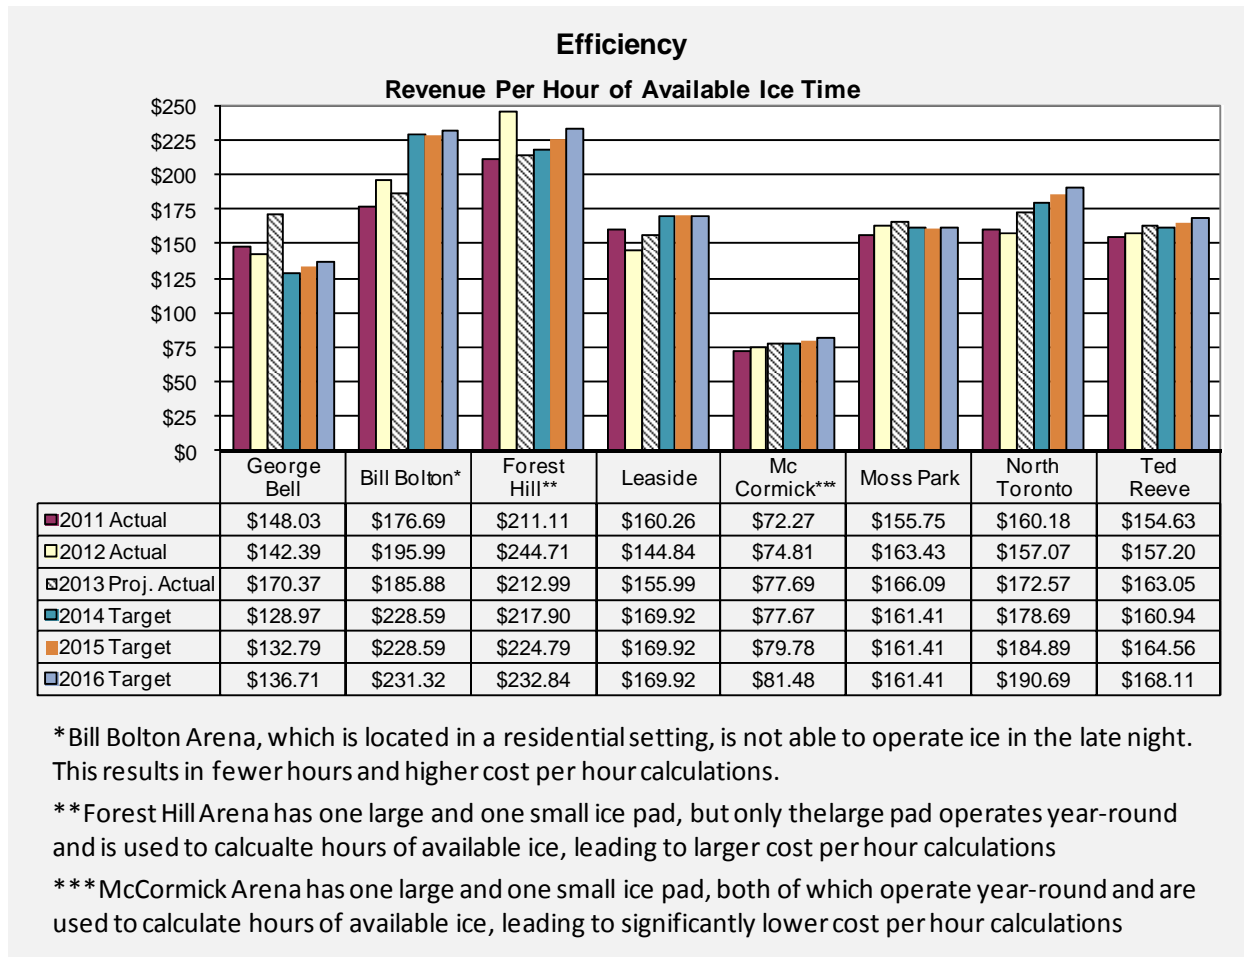 Efficiency
Revenue Per Hour of Available Ice Time
$250
$225
$200
$175
$150
$125
$100
$75
$50
$25
$0
George Bell Bill Bolton* Forest Hill** Leaside Mc Cormick*** Moss Park North Toronto Ted Reeve
2011 Actual $148.03 $176.69 $211.11 $160.26 $72.27 $155.75 $160.18 $154.63
2012 Actual $142.39 $195.99 $244.71 $144.84 $74.81 $163.43 $157.07 $157.20
2013 Proj. Actual $170.37 $185.88 $212.99 $155.99 $77.69 $166.09 $172.57 $163.05
2014 Target $128.97 $228.59 $217.90 $169.92 $77.67 $161.41 $178.69 $160.94
2015 Target $132.79 $228.59 $224.79 $169.92 $79.78 $161.41 $184.89 $164.56
2016 Target $136.71 $231.32 $232.84 $169.92 $81.48 $161.41 $190.69 $168.11
*Bill Bolton Arena, which is located in a residential setting, is not able to operate ice in the late night.
This results in fewer hours and higher cost per hour calculations.
**Forest Hill Arena has one large and one small ice pad, but only thelarge pad operates year-round
and is used to calcualte hours of available ice, leading to larger cost per hour calculations
***McCormick Arena has one large and one small ice pad, both of which operate year-round and are
used to calculate hours of available ice, leading to significantly lower cost per hour calculations